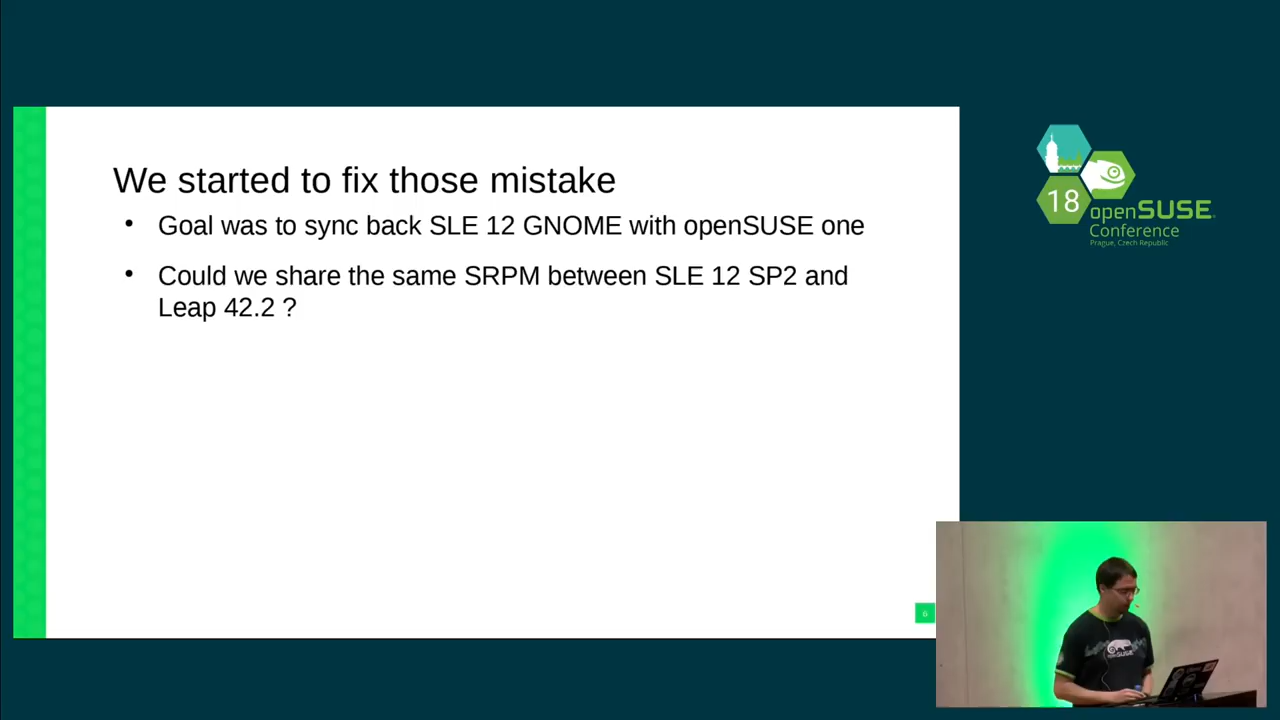 We started to fix those mistake
• Goal was to sync back SLE 12 GNOME with openSUSE one
• Could we share the same SRPM between SLE 12 SP2 and
Leap 42.2 ?
18
openSUSE
Conference
Prague, Czech Republic
openSUSE